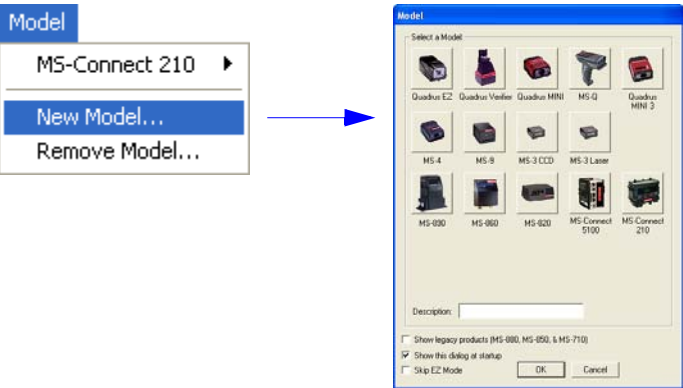 Model
MS-Connect 210
New Model...
Remove Model...
Model
Select a Model
Quadrus EZ
Quadrus Verifier
Quadrus MINI
MS-Q
Quadrus MINI 3
MS-4
MS-9
MS-3 CCD
MS-3 Laser
MS-890
MS-860
MS-820
MS-Connect 5100
MS-Connect 210
Description:
Show legacy products (MS-880, MS-850, & MS-710)
Show this dialog at startup
Skip EZ Mode
OK
Cancel